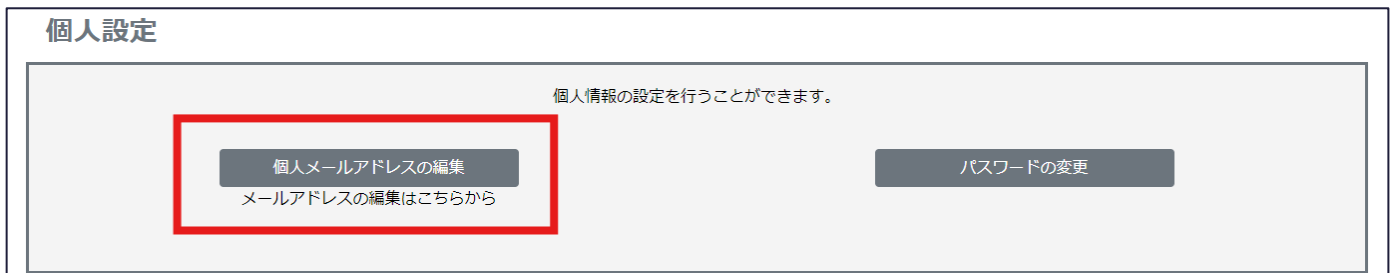 個人設定
個人情報の設定を行うことができます。
個人メールアドレスの編集
メールアドレスの編集はこちらから
パスワードの変更